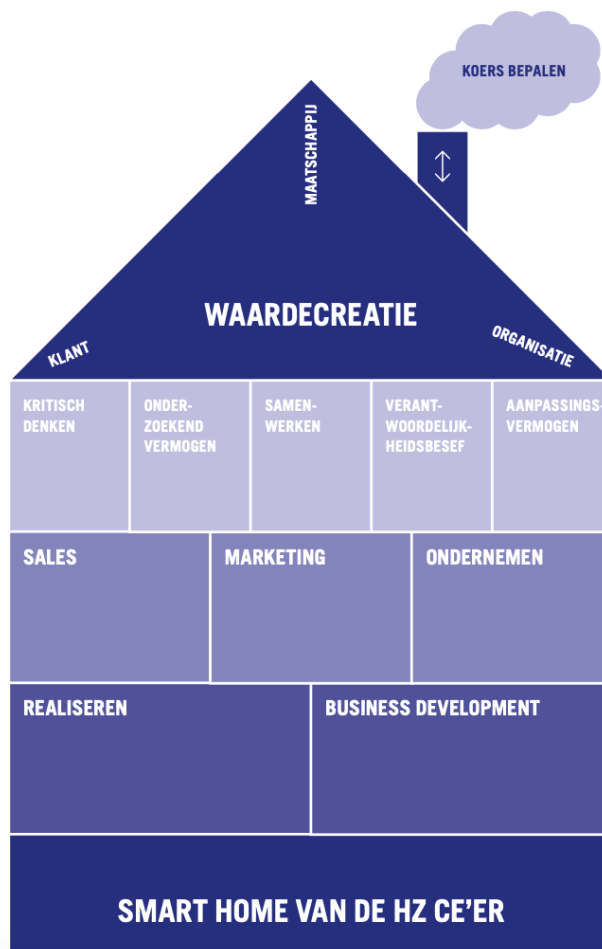 KOERS BEPALEN
MAATSCHAPPIJ
WAARDECREATIE
KLANT
ORGANISATIE
KRITISCH
DENKEN
ONDER-
ZOEKEND
VERMOGEN
SAMEN-
WERKEN
VERANT-
WOORDELIJK-
HEIDSBESEF
AANPASSINGS-
VERMOGEN
SALES
MARKETING
ONDERNEMEN
REALISEREN
BUSINESS DEVELOPMENT
SMART HOME VAN DE HZ CE’ER